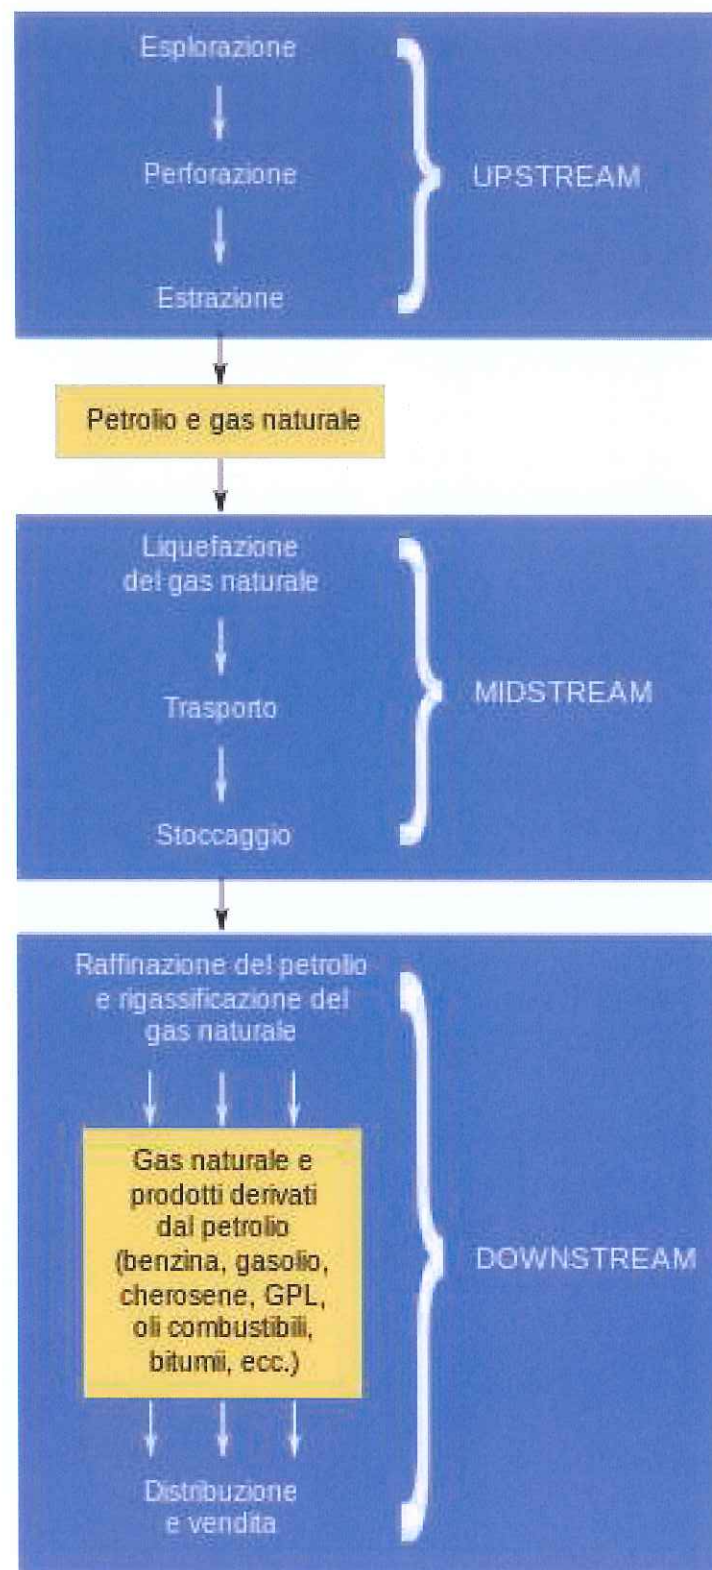 Esplorazione
Perforazione
UPSTREAM
Estrazione
Petrolio e gas naturale
Liquefazione
del gas naturale
Trasporto
MIDSTREAM
Stoccaggio
Raffinazione del petrolio
e rigassificazione del
gas naturale
Gas naturale e
prodotti derivati
dal petrolio
(benzina, gasolio,
cherosene, GPL,
oli combustibili,
bitumii, ecc.)
DOWNSTREAM
Distribuzione
e vendita